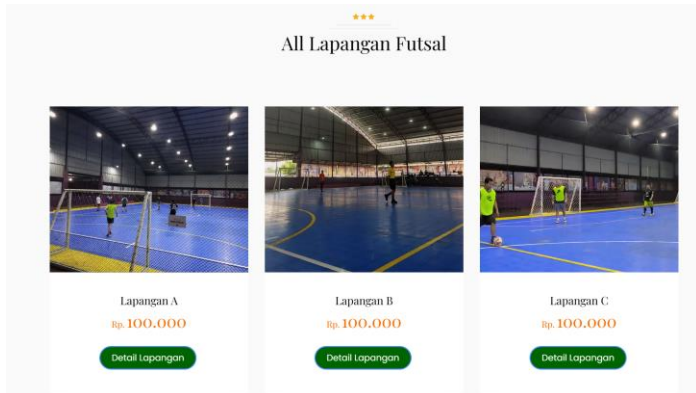 All Lapangan Futsal
Lapangan A
Rp. 100.000
Detail Lapangan
Lapangan B
Rp. 100.000
Detail Lapangan
Lapangan C
Rp. 100.000
Detail Lapangan